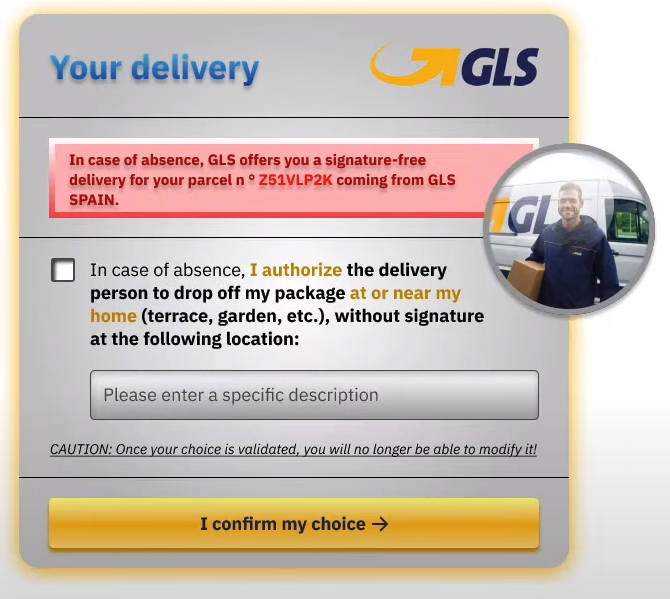 Your delivery
GLS
In case of absence, GLS offers you a signature-free
delivery for your parcel n ° Z51VLP2K coming from GLS
SPAIN.
GL
In case of absence, I authorize the delivery
person to drop off my package at or near my
home (terrace, garden, etc.), without signature
at the following location:
Please enter a specific description
CAUTION: Once your choice is validated, you will no longer be able to modify it!
I confirm my choice →